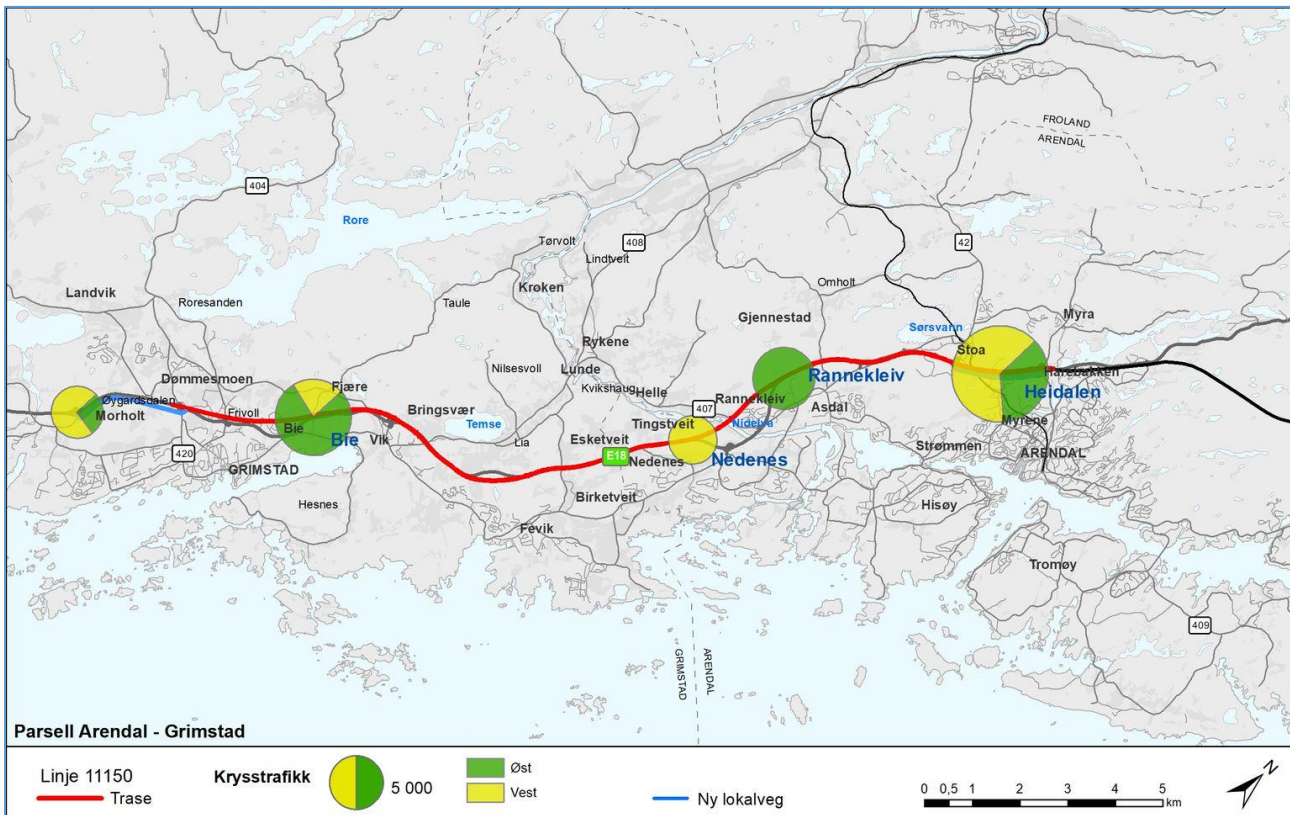 FROLAND
ARENDAL
404
Rore
Tørvolt
408
Lindtveit
42
Omholt
Krøken
Landvik
Roresanden
Taule
Gjennestad
Myra
Sørsvann
Rykene
Stoa
Nilsesvoll
Lunde
Dømmesmoen
Fjære
Kvikshaug
Helle
Rannekleiv
Harebakken
Øygardsdalen
Heidalen
Morholt
Frivoll
Bringsvær
Rannekleiv
Asdal
407
Bie
Temse
Tingstveit
Nidelva
Myrene
Bie
Vik
Lia
Esketveit
Strømmen
ARENDAL
420
E18
Nedenes
Nedenes
GRIMSTAD
Birketveit
Hesnes
Hisøy
Fevik
Tromøy
409
GRIMSTAD
ARENDAL
Parsell Arendal - Grimstad
Linje 11150
Trase
Krysstrafikk
5 000
Øst
Vest
Ny lokalveg
0 0,5 1 2 3 4 5
km
N